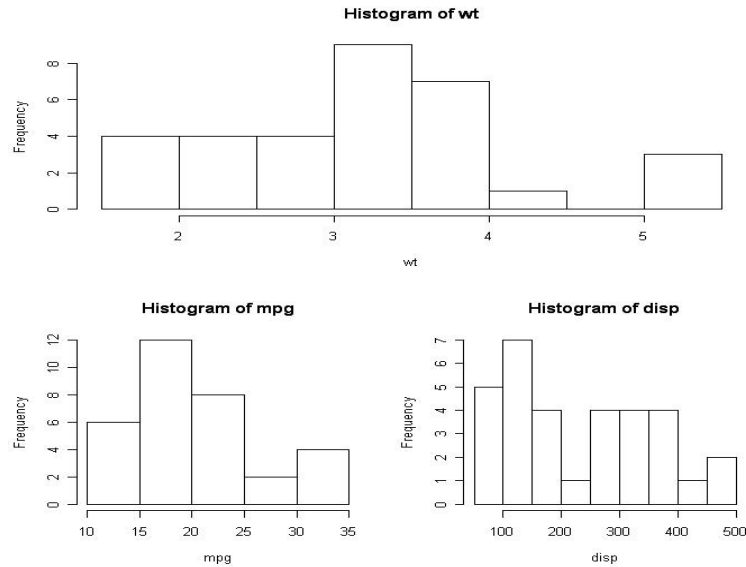 Histogram of wt
Frequency
0 2 4 6 8
2 3 4 5
wt
Histogram of mpg
Frequency
0 2 4 6 8 10 12
10 15 20 25 30 35
mpg
Histogram of disp
Frequency
0 1 2 3 4 5 6 7
100 200 300 400 500
disp